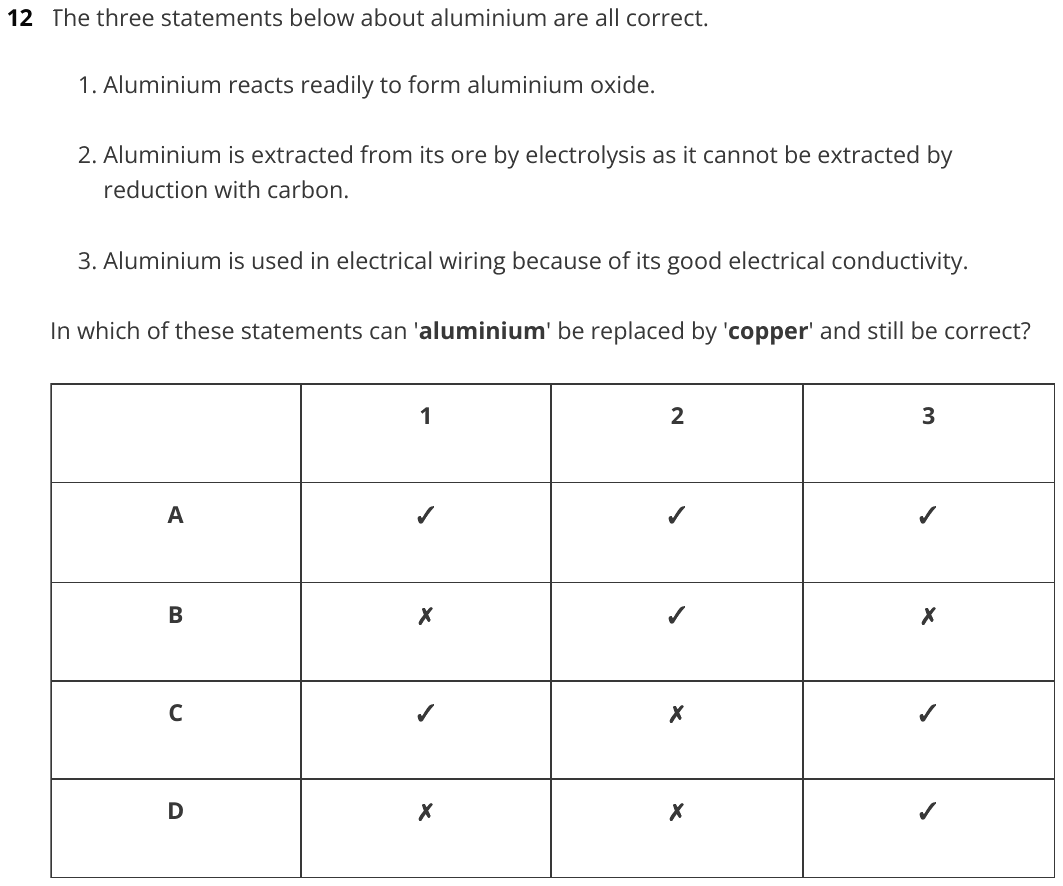 12 The three statements below about aluminium are all correct.
1. Aluminium reacts readily to form aluminium oxide.
2. Aluminium is extracted from its ore by electrolysis as it cannot be extracted by
reduction with carbon.
3. Aluminium is used in electrical wiring because of its good electrical conductivity.
In which of these statements can 'aluminium' be replaced by 'copper' and still be correct?
1 2 3
A ✓ ✓ ✓
B ✗ ✓ ✗
C ✓ ✗ ✓
D ✗ ✗ ✓